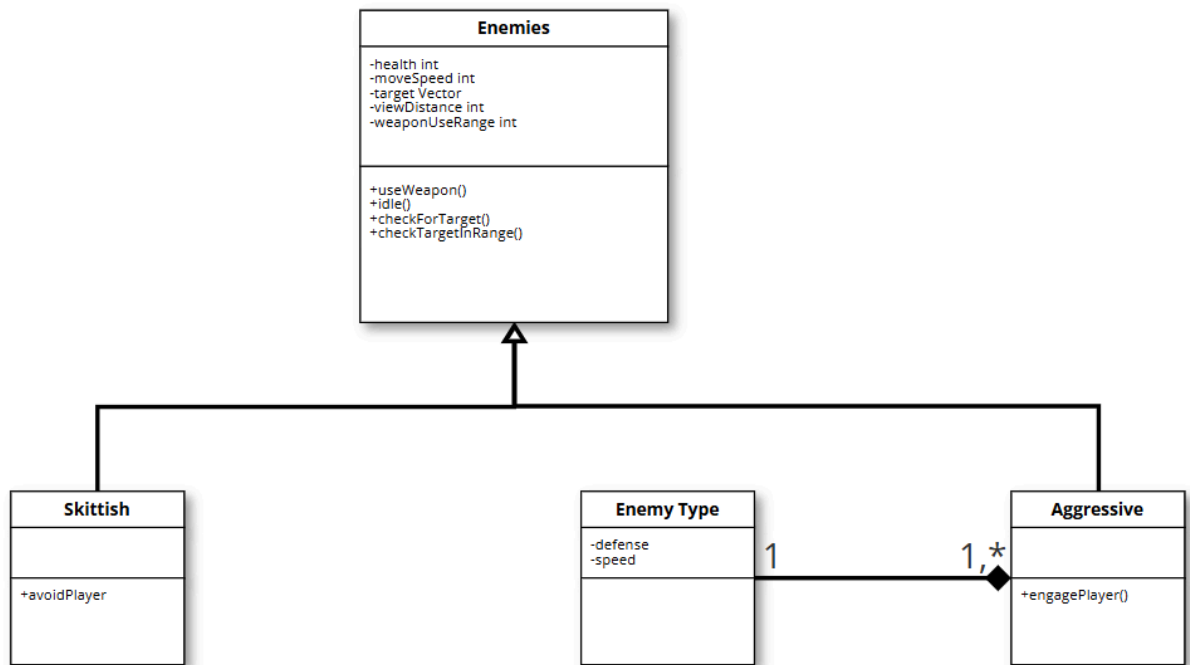 Enemies
-health int
-moveSpeed int
-target Vector
-viewDistance int
-weaponUseRange int
+useWeapon()
+idle()
+checkForTarget()
+checkTargetInRange()
Skittish
+avoidPlayer
Enemy Type
-defense
-speed
1
1,*
Aggressive
+engagePlayer()